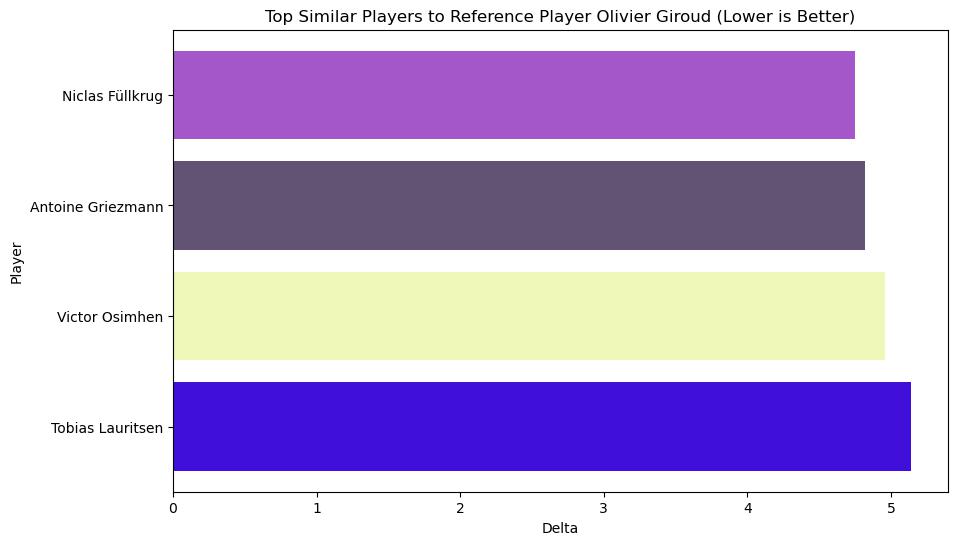 Top Similar Players to Reference Player Olivier Giroud (Lower is Better)
Player
Niclas Füllkrug
Antoine Griezmann
Victor Osimhen
Tobias Lauritsen
0 1 2 3 4 5
Delta